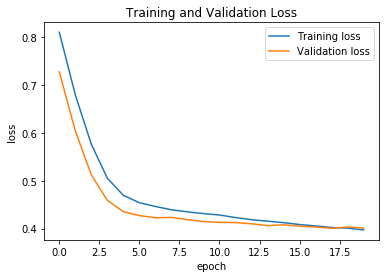 Training and Validation Loss
Training loss
Validation loss
loss
0.8
0.7
0.6
0.5
0.4
0.0 2.5 5.0 7.5 10.0 12.5 15.0 17.5
epoch